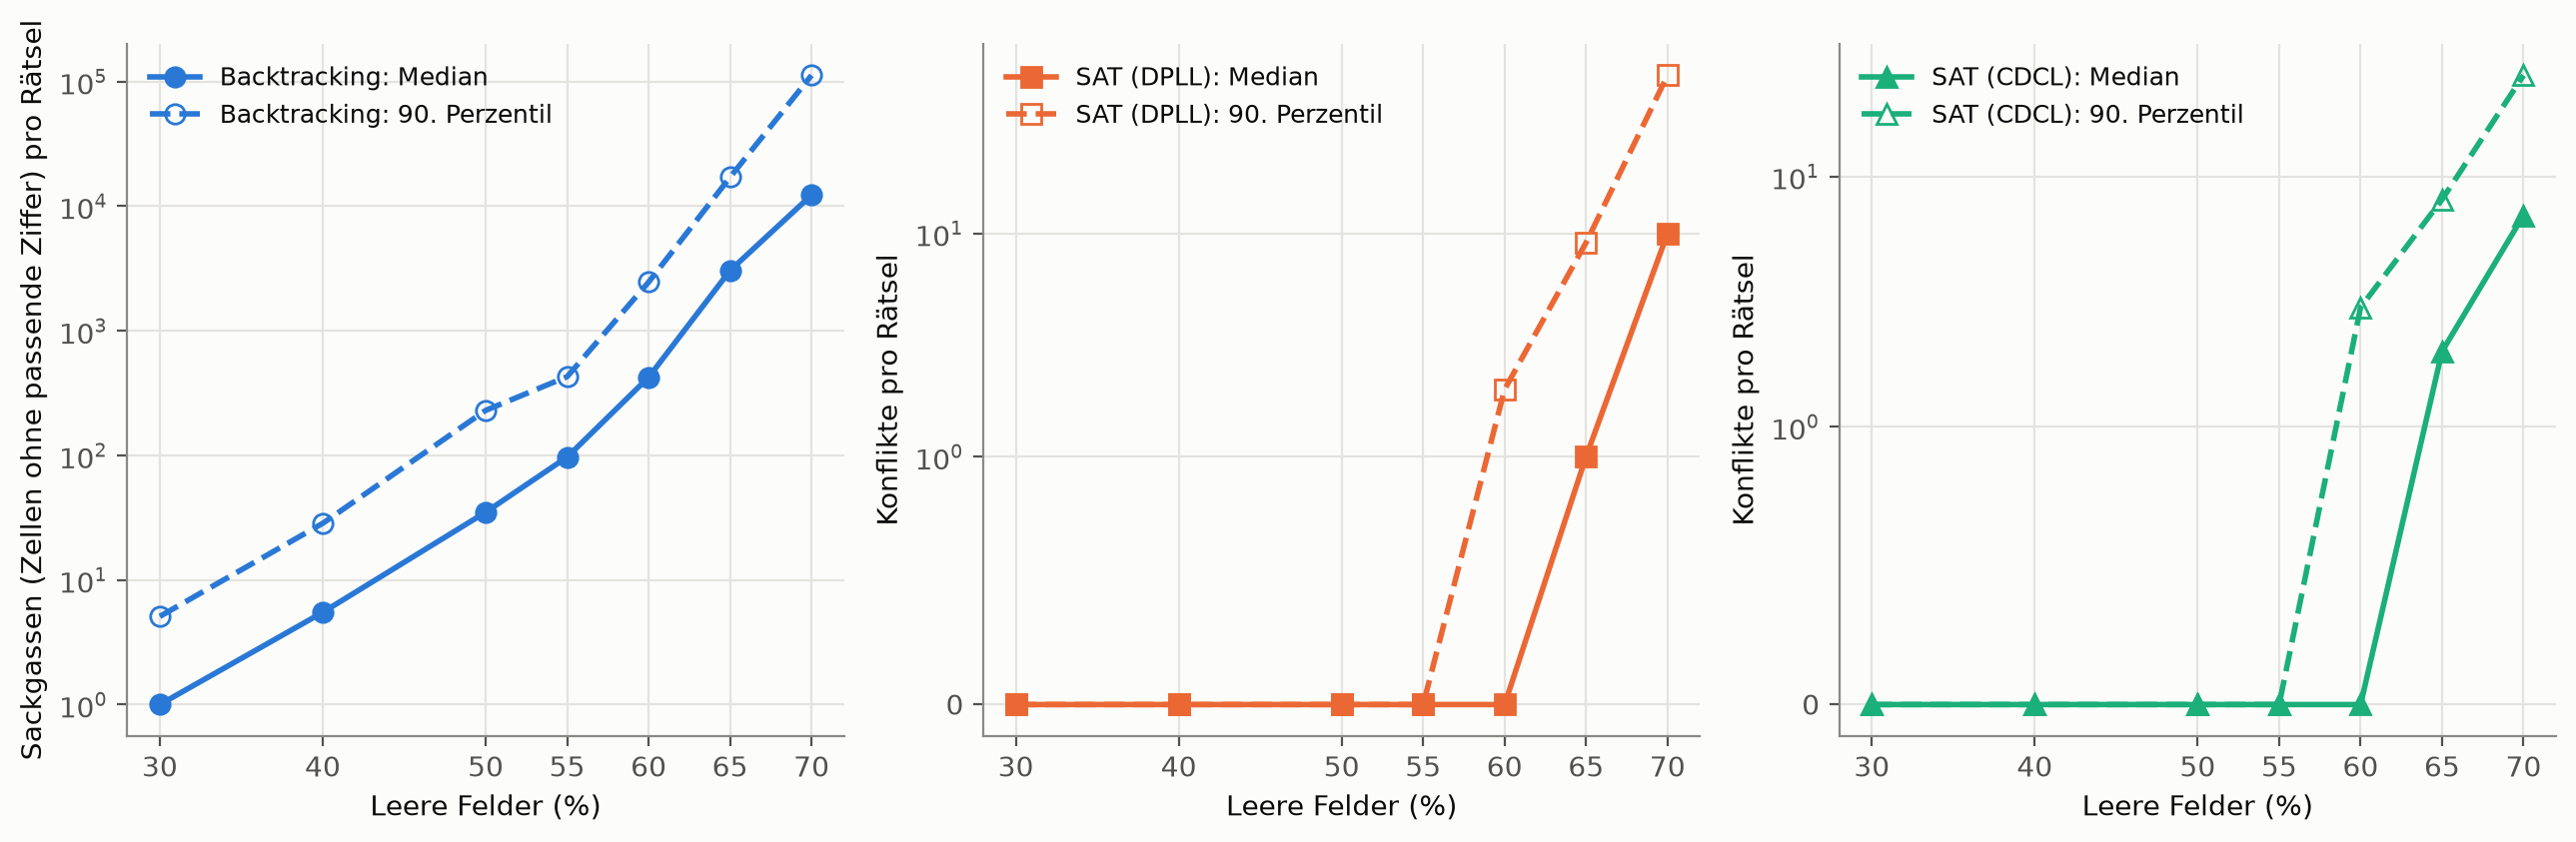 Sackgassen (Zellen ohne passende Ziffer) pro Rätsel
10⁵
10⁴
10³
10²
10¹
10⁰
Backtracking: Median
Backtracking: 90. Perzentil
30 40 50 55 60 65 70
Leere Felder (%)
Konflikte pro Rätsel
10¹
10⁰
0
SAT (DPLL): Median
SAT (DPLL): 90. Perzentil
30 40 50 55 60 65 70
Leere Felder (%)
Konflikte pro Rätsel
10¹
10⁰
0
SAT (CDCL): Median
SAT (CDCL): 90. Perzentil
30 40 50 55 60 65 70
Leere Felder (%)